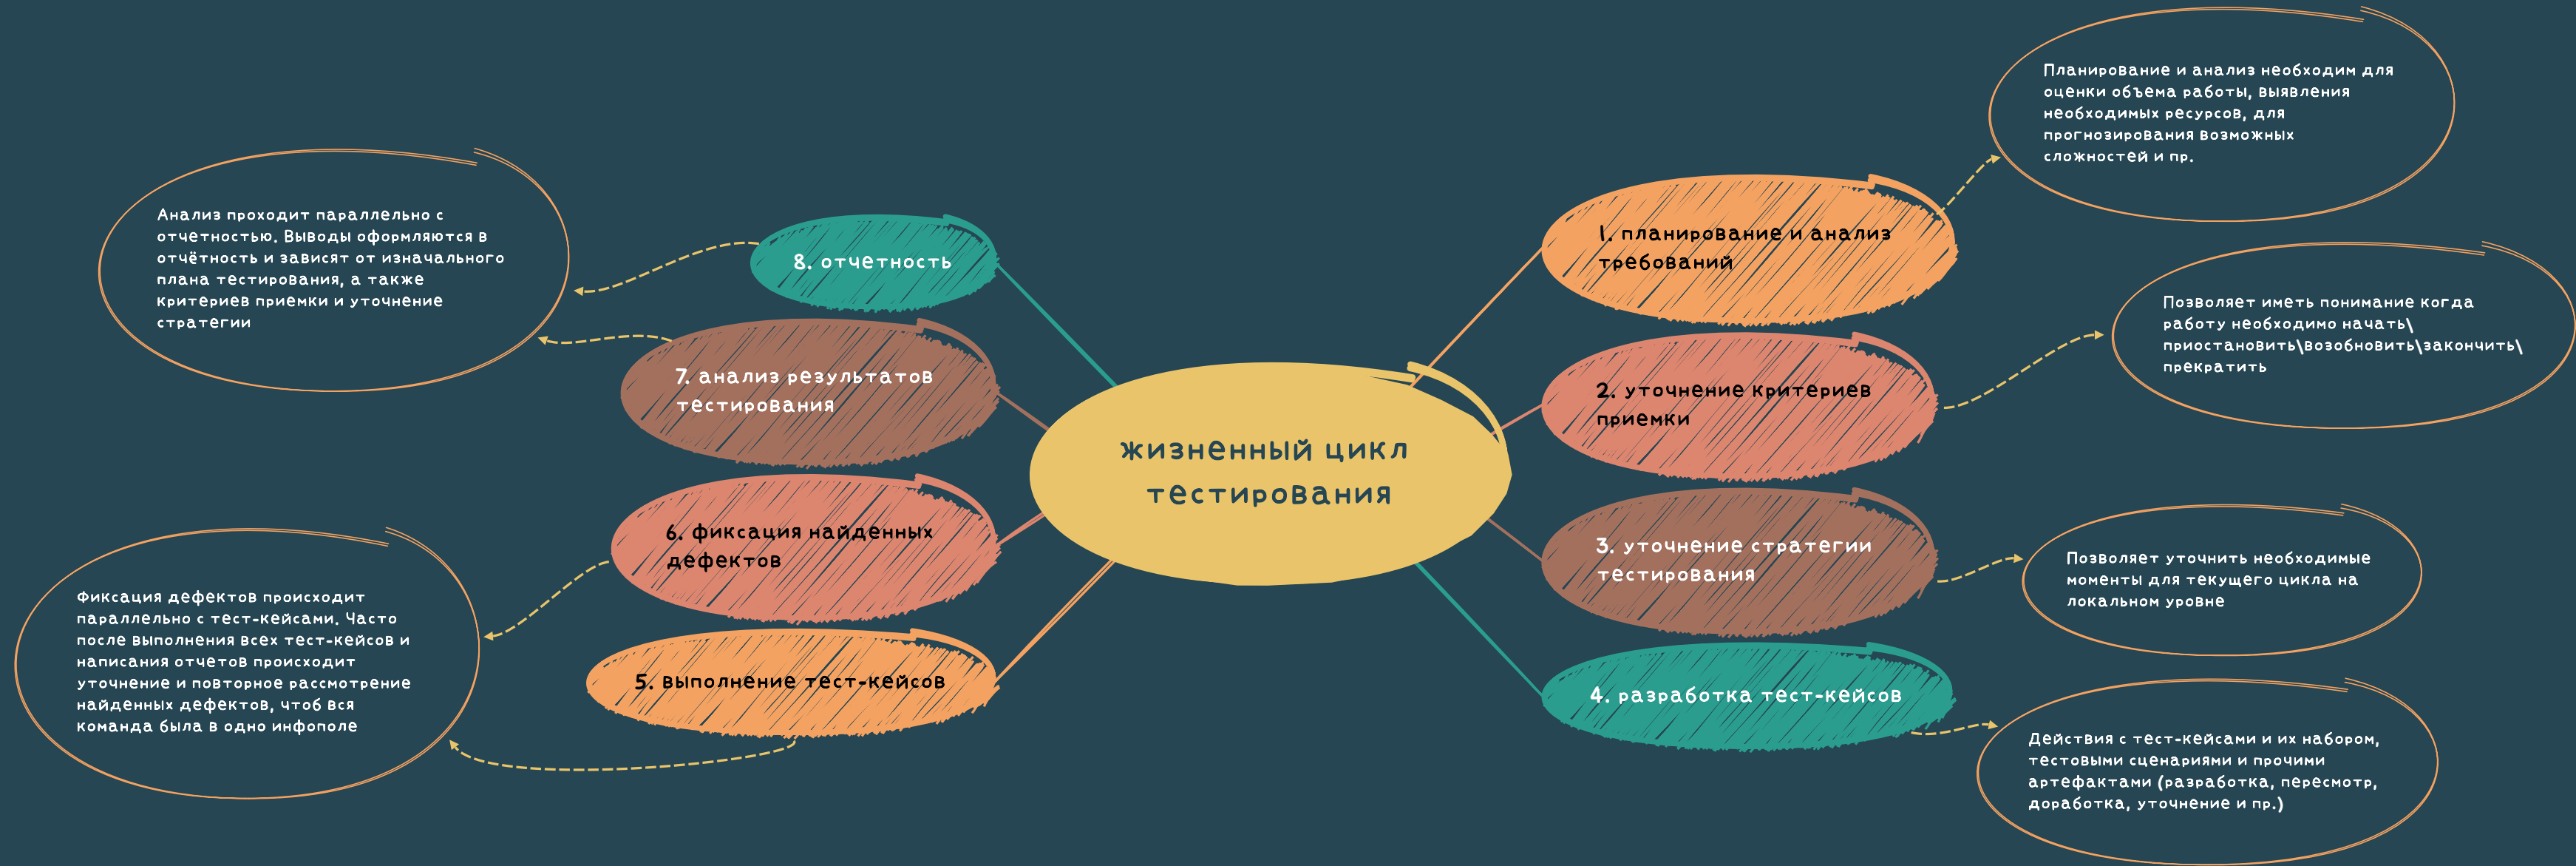 жизненный цикл
тестирования
1. планирование и анализ
требований
Планирование и анализ необходим для
оценки объема работы, выявления
необходимых ресурсов, для
прогнозирования возможных
сложностей и пр.
2. уточнение критериев
приемки
Позволяет иметь понимание когда
работу необходимо начать\
приостановить\возобновить\закончить\
прекратить
3. уточнение стратегии
тестирования
Позволяет уточнить необходимые
моменты для текущего цикла на
локальном уровне
4. разработка тест-кейсов
Действия с тест-кейсами и их набором,
тестовыми сценариями и прочими
артефактами (разработка, пересмотр,
доработка, уточнение и пр.)
5. выполнение тест-кейсов
6. фиксация найденных
дефектов
Фиксация дефектов происходит
параллельно с тест-кейсами. Часто
после выполнения всех тест-кейсов и
написания отчетов происходит
уточнение и повторное рассмотрение
найденных дефектов, чтоб вся
команда была в одно инфополе
7. анализ результатов
тестирования
8. отчетность
Анализ проходит параллельно с
отчетностью. Выводы оформляются в
отчётность и зависят от изначального
плана тестирования, а также
критериев приемки и уточнение
стратегии